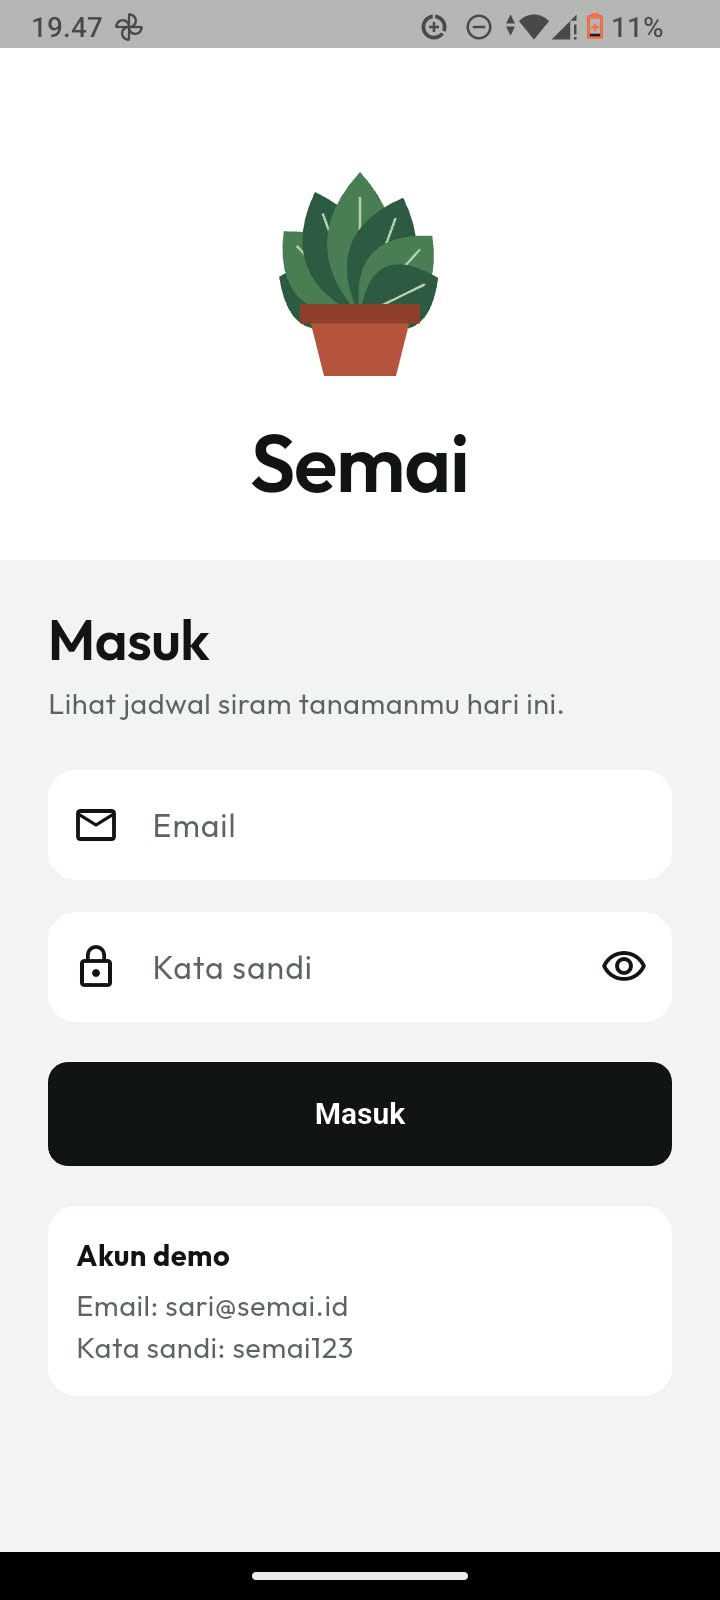 19.47
11%
Semai
Masuk
Lihat jadwal siram tanamanmu hari ini.
Email
Kata sandi
Masuk
Akun demo
Email: sari@semai.id
Kata sandi: semai123